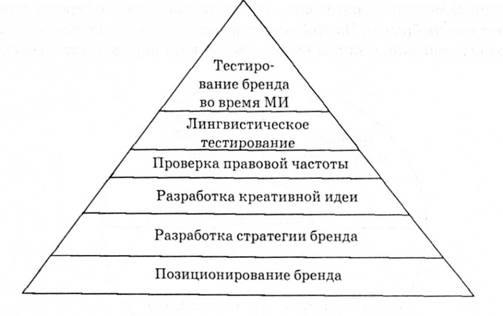 Тестиро-
вание бренда
во время МИ
Лингвистическое
тестирование
Проверка правовой частоты
Разработка креативной идеи
Разработка стратегии бренда
Позиционирование бренда